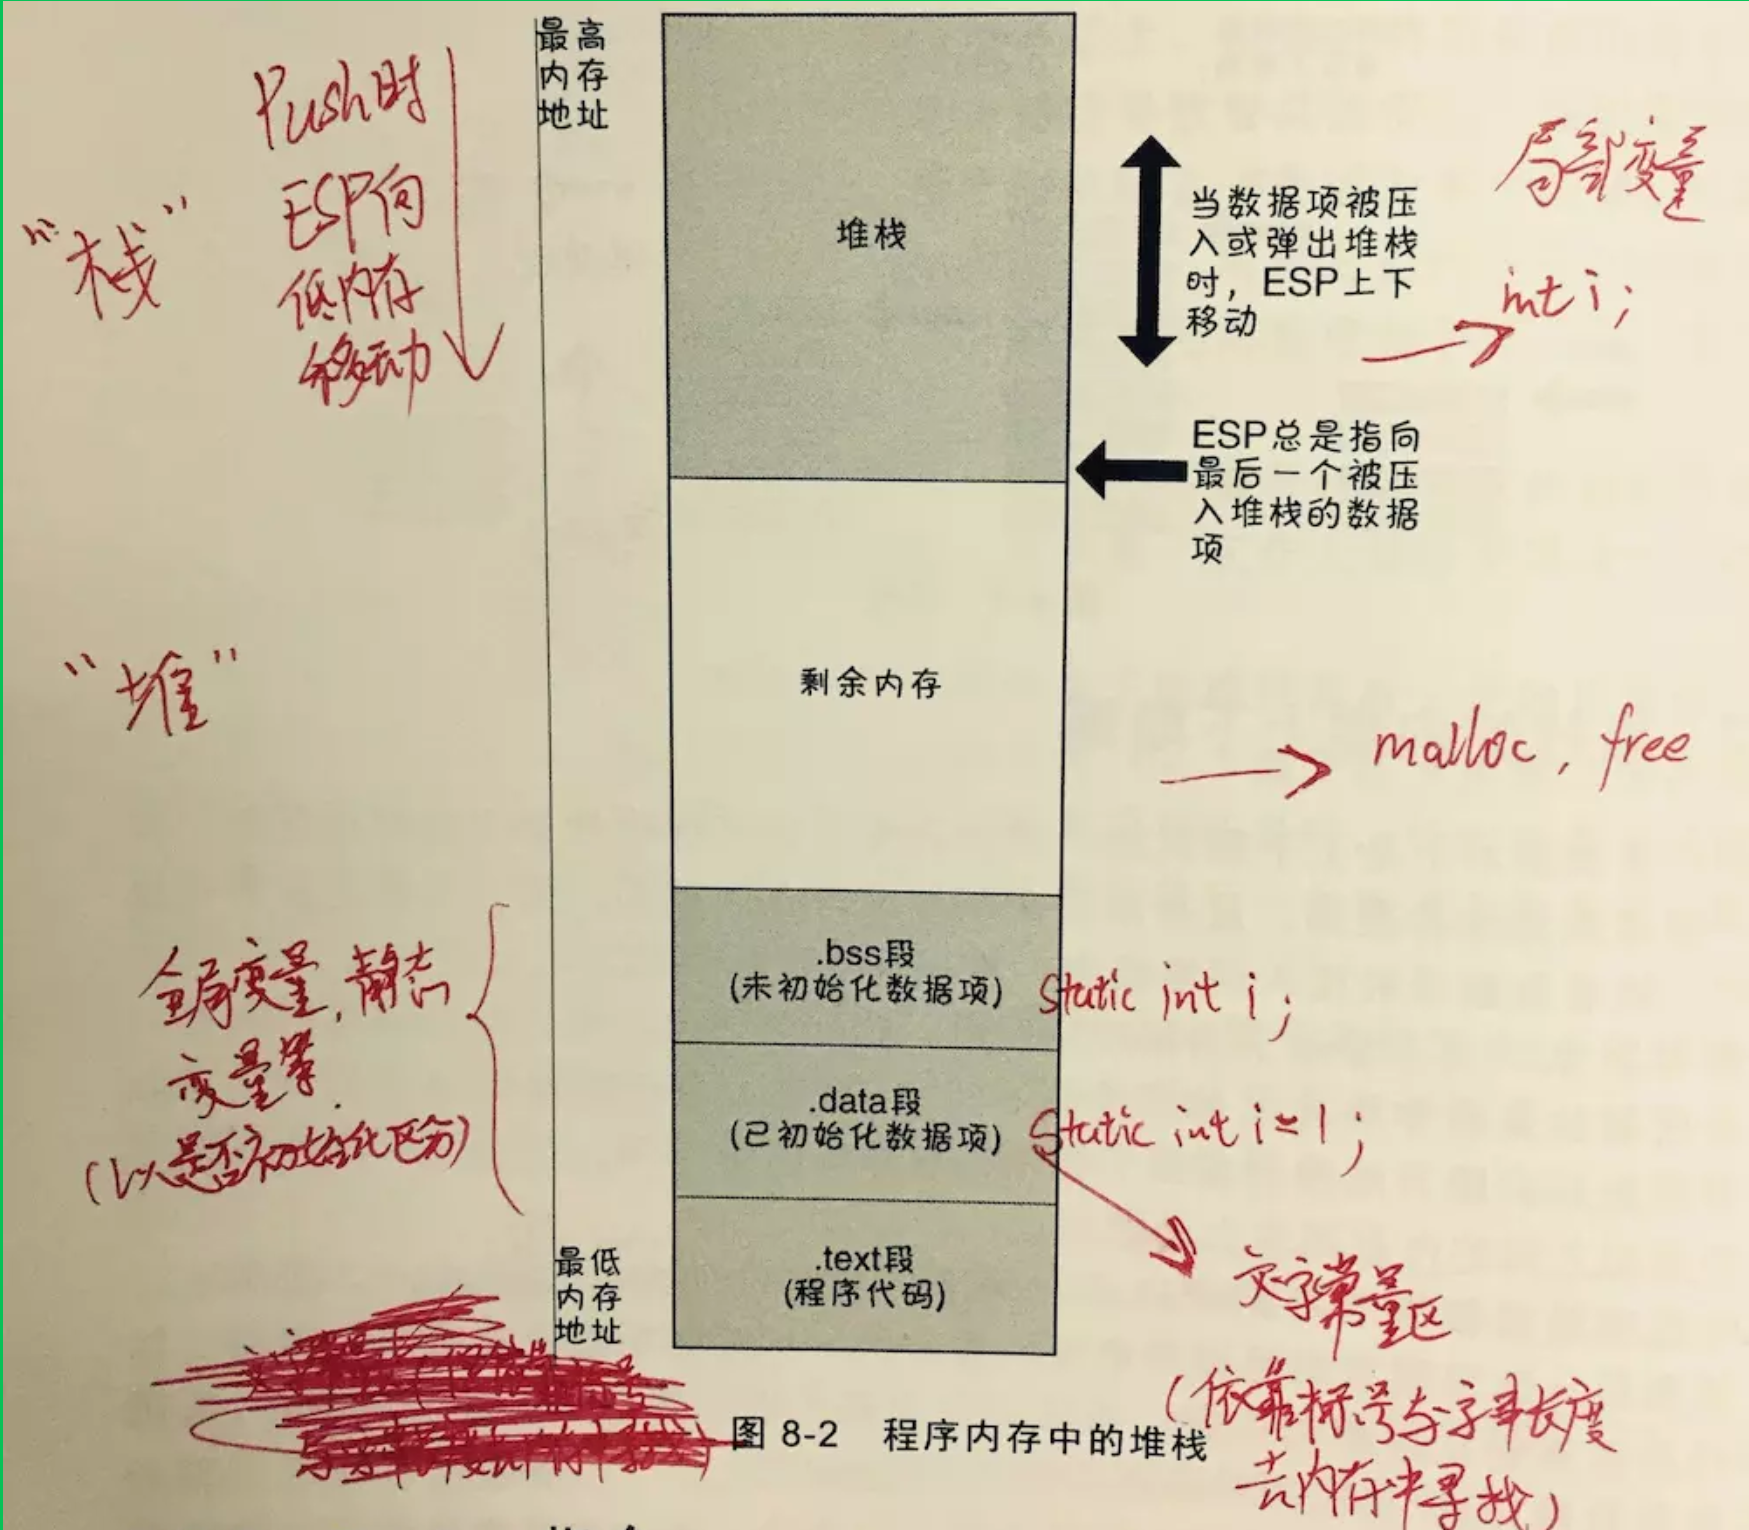 最高
内存
地址
Push时
ESP向
低内存
移动
“栈”
堆栈
当数据项被压
入或弹出堆栈
时，ESP上下
移动
局部变量
int i;
ESP总是指向
最后一个被压
入堆栈的数据
项
“堆”
剩余内存
malloc, free
.bss段
(未初始化数据项)
static int i;
全局变量,静态
变量等
(以是否初始化区分)
.data段
(已初始化数据项)
static int i=1;
.text段
(程序代码)
最低
内存
地址
文字常量区
(依靠标号与字串长度
去内存中寻找)
图 8-2 程序内存中的堆栈